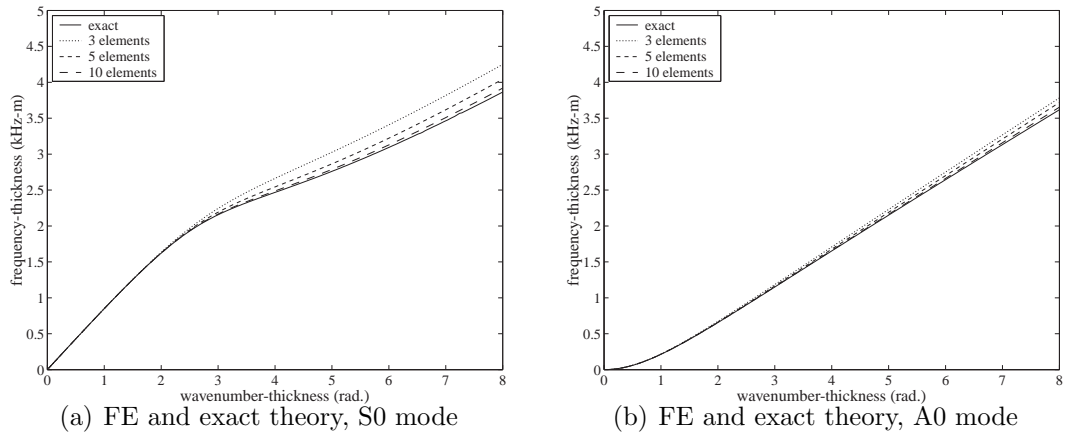 5
4.5
4
3.5
3
2.5
2
1.5
1
0.5
0
frequency-thickness (kHz-m)
exact
3 elements
5 elements
10 elements
0 1 2 3 4 5 6 7 8
wavenumber-thickness (rad.)
(a) FE and exact theory, S0 mode
5
4.5
4
3.5
3
2.5
2
1.5
1
0.5
0
frequency-thickness (kHz-m)
exact
3 elements
5 elements
10 elements
0 1 2 3 4 5 6 7 8
wavenumber-thickness (rad.)
(b) FE and exact theory, A0 mode